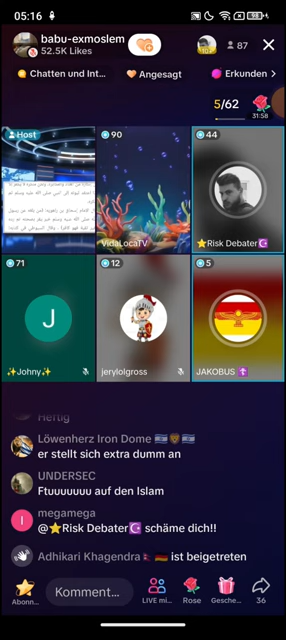 05:16
98
babu-exmoslem
52.5K Likes
87
Chatten und Int...
Angesagt
Erkunden
5/62
31:58
Host
90
44
VidaLocaTV
⭐Risk Debater☪️
71
12
5
J
✨Johny✨
jerylolgross
JAKOBUS ✝️
Heftig
Löwenherz Iron Dome 🇮🇱🦁🇮🇱
er stellt sich extra dumm an
UNDERSEC
Ftuuuuuu auf den Islam
I
megamega
@⭐Risk Debater☪️ schäme dich!!
Adhikari Khagendra🇳🇵 🇩🇪 ist beigetreten
Abonn...
Komment...
LIVE mi...
Rose
Gesche...
36